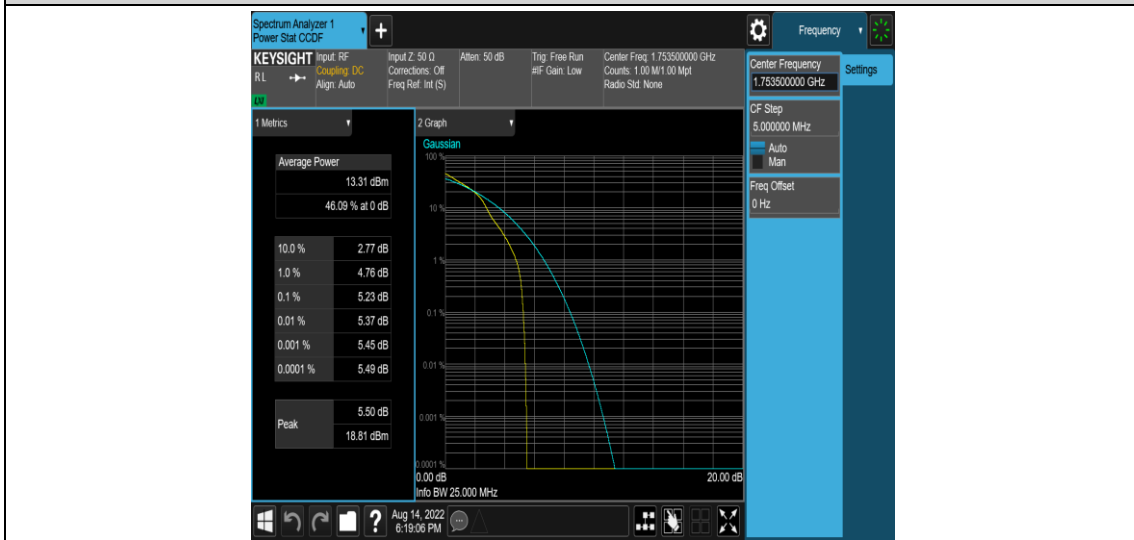 Spectrum Analyzer 1
Power Stat CCDF
+
Frequency
KEYSIGHT
RL
Input: RF
Coupling: DC
Align: Auto
Input Z: 50 Ω
Corrections: Off
Freq Ref: Int (S)
Atten: 50 dB
Trig: Free Run
#IF Gain: Low
Center Freq: 1.753500000 GHz
Counts: 1.00 M/1.00 Mpt
Radio Std: None
Center Frequency
1.753500000 GHz
Settings
CF Step
5.000000 MHz
Auto
Man
Freq Offset
0 Hz
1 Metrics
Average Power
13.31 dBm
46.09 % at 0 dB
10.0 % 2.77 dB
1.0 % 4.76 dB
0.1 % 5.23 dB
0.01 % 5.37 dB
0.001 % 5.45 dB
0.0001 % 5.49 dB
Peak
5.50 dB
18.81 dBm
2 Graph
Gaussian
100 %
10 %
1 %
0.1 %
0.01 %
0.001 %
0.0001 %
0.00 dB 20.00 dB
Info BW 25.000 MHz
?
Aug 14, 2022
6:19:06 PM